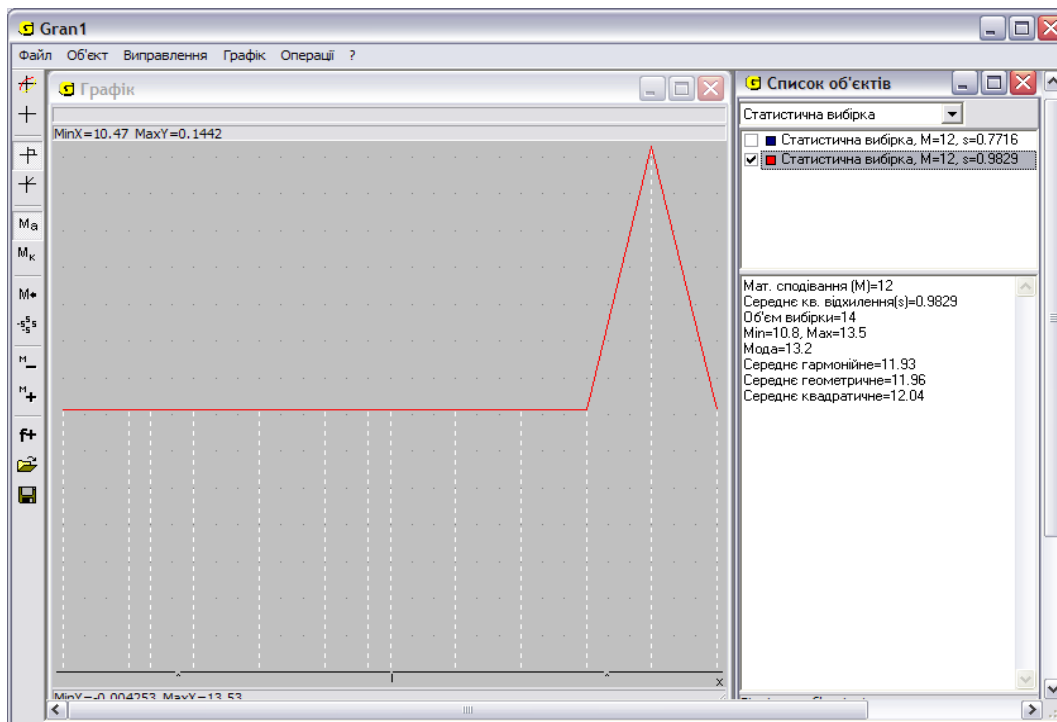 Gran1
Файл Об'єкт Виправлення Графік Операції ?
Графік
MinX=10.47 MaxY=0.1442
Ма
Мк
М
-s s s s
М
М
f+
x
MinY=-0.004253 MaxX=13.53
Список об'єктів
Статистична вибірка
Статистична вибірка, M=12, s=0.7716
Статистична вибірка, M=12, s=0.9829
Мат. сподівання (M)=12
Середнє кв. відхилення(s)=0.9829
Об'єм вибірки=14
Min=10.8, Max=13.5
Мода=13.2
Середнє гармонійне=11.93
Середнє геометричне=11.96
Середнє квадратичне=12.04